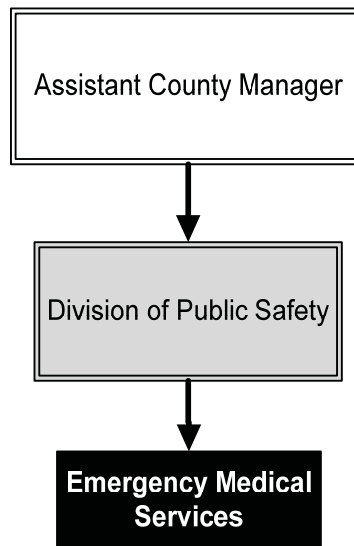 Assistant County Manager
Division of Public Safety
Emergency Medical
Services